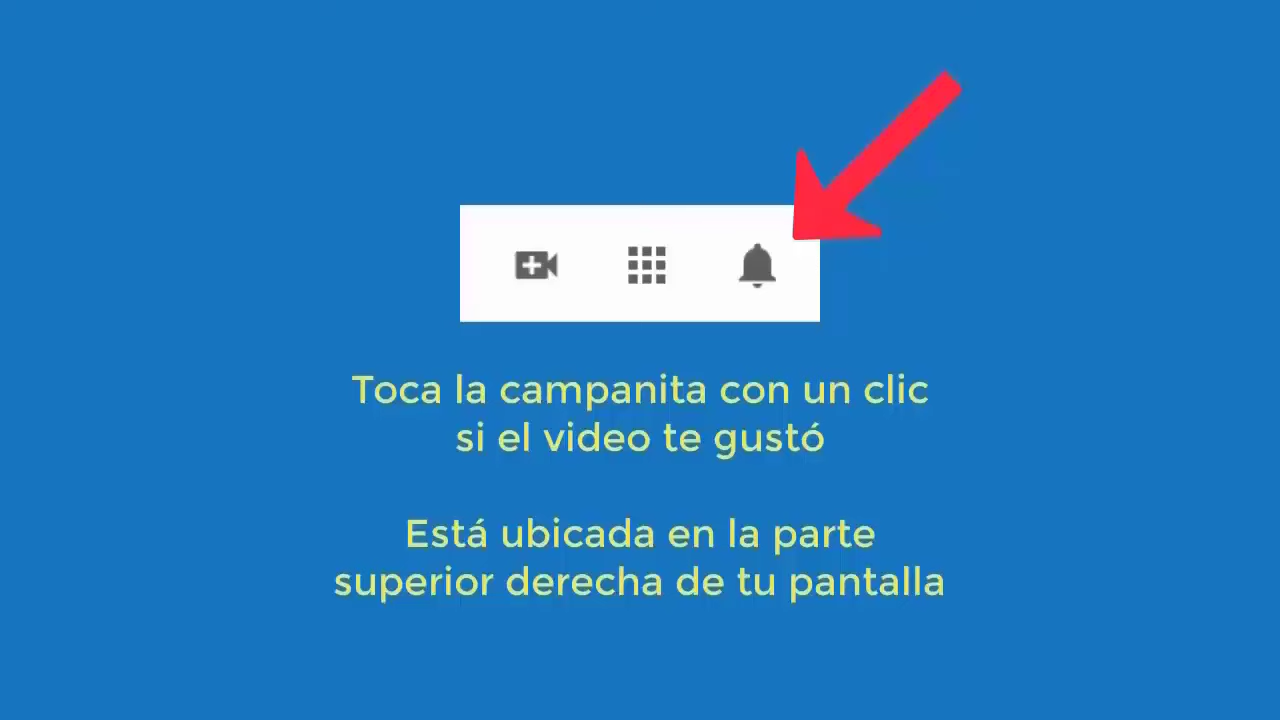 Toca la campanita con un clic
si el video te gustó
Está ubicada en la parte
superior derecha de tu pantalla